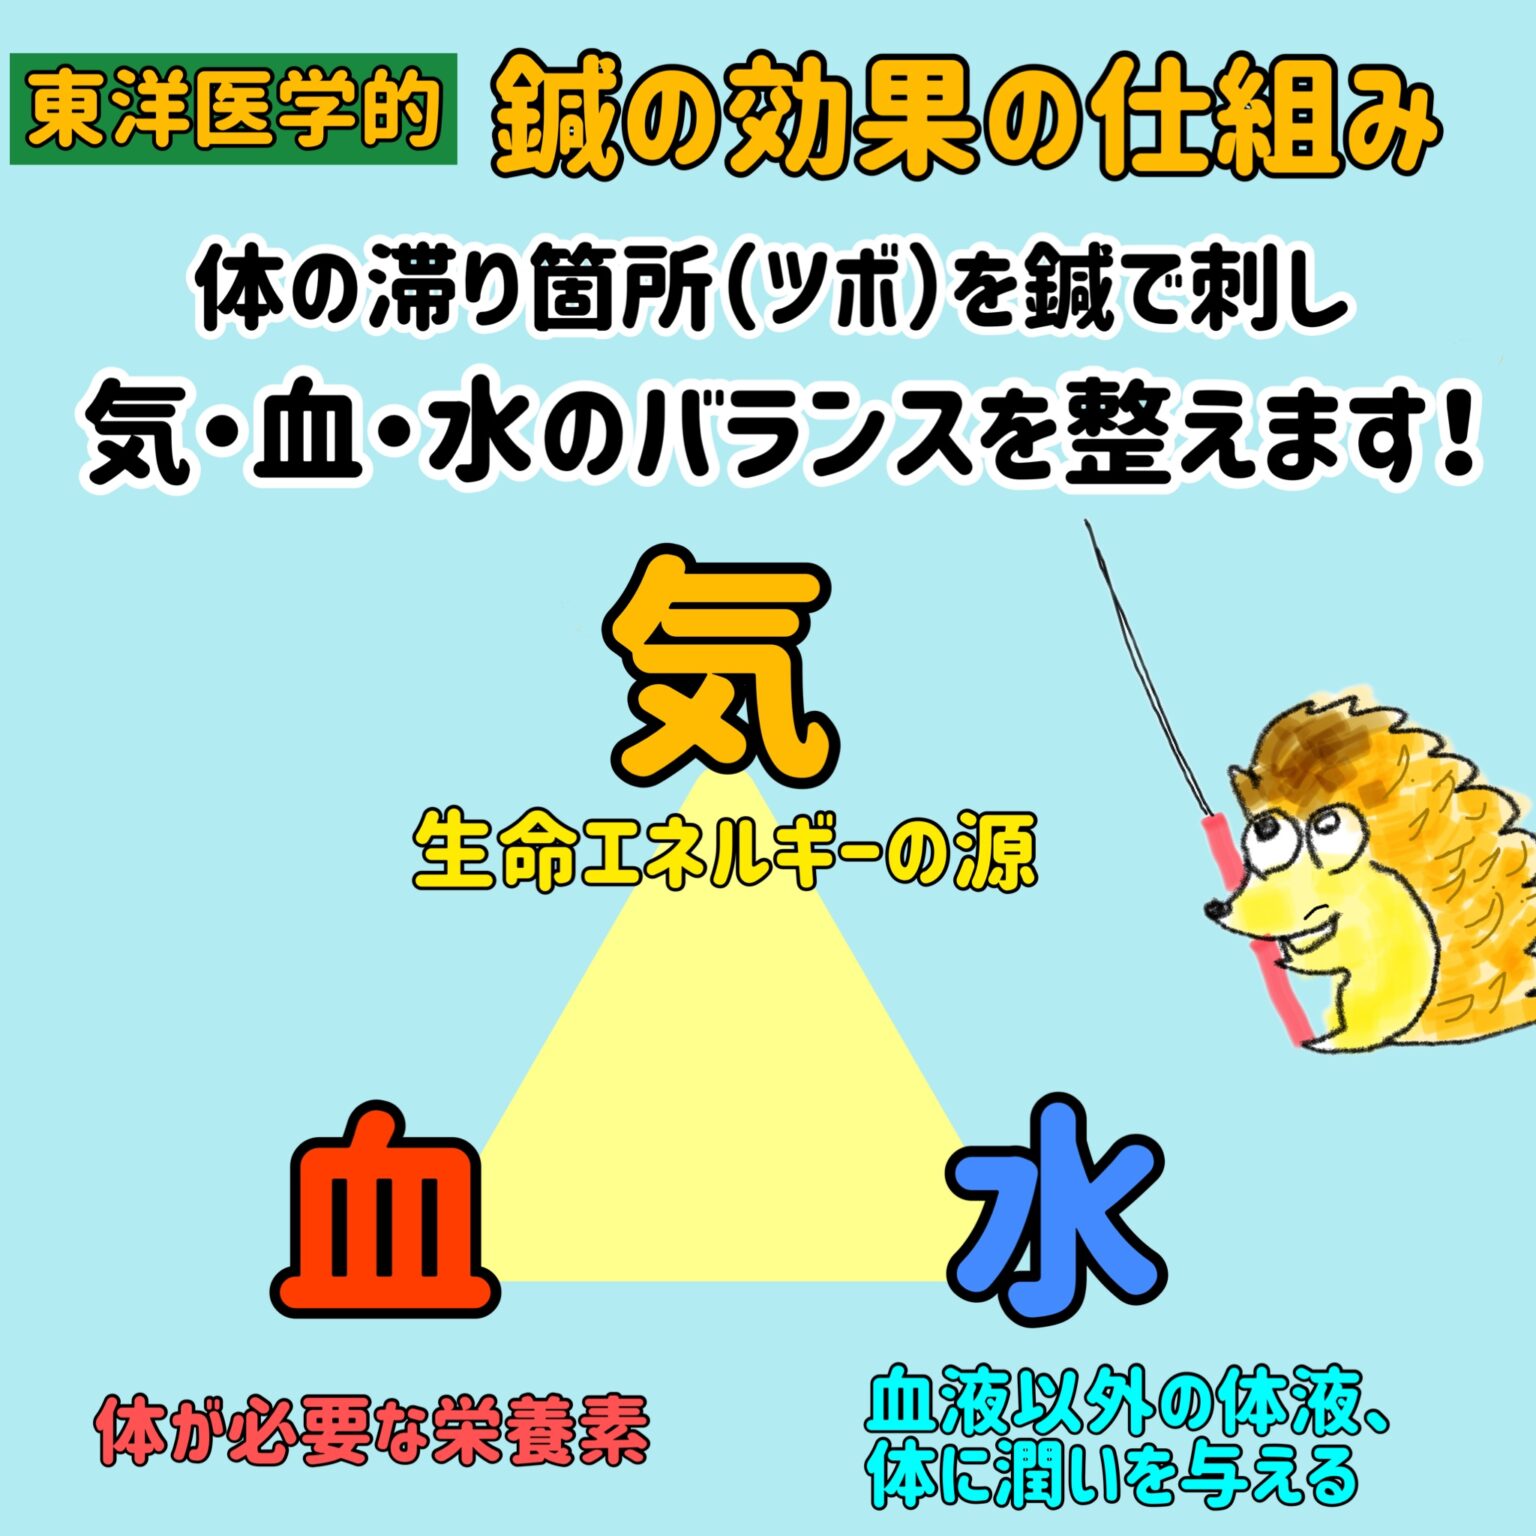 東洋医学的 鍼の効果の仕組み
体の滞り箇所(ツボ)を鍼で刺し
気・血・水のバランスを整えます!
気
生命エネルギーの源
血
水
体が必要な栄養素
血液以外の体液、
体に潤いを与える